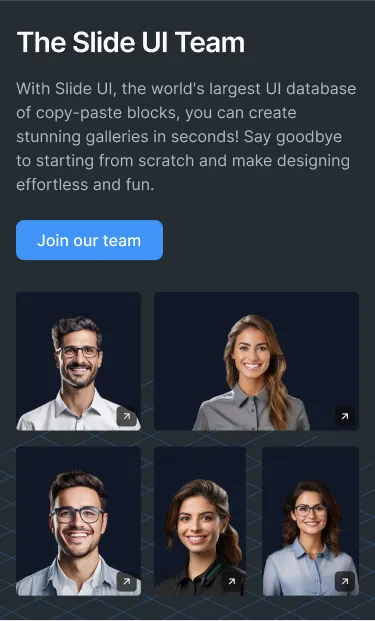 The Slide UI Team
With Slide UI, the world's largest UI database
of copy-paste blocks, you can create
stunning galleries in seconds! Say goodbye
to starting from scratch and make designing
effortless and fun.
Join our team